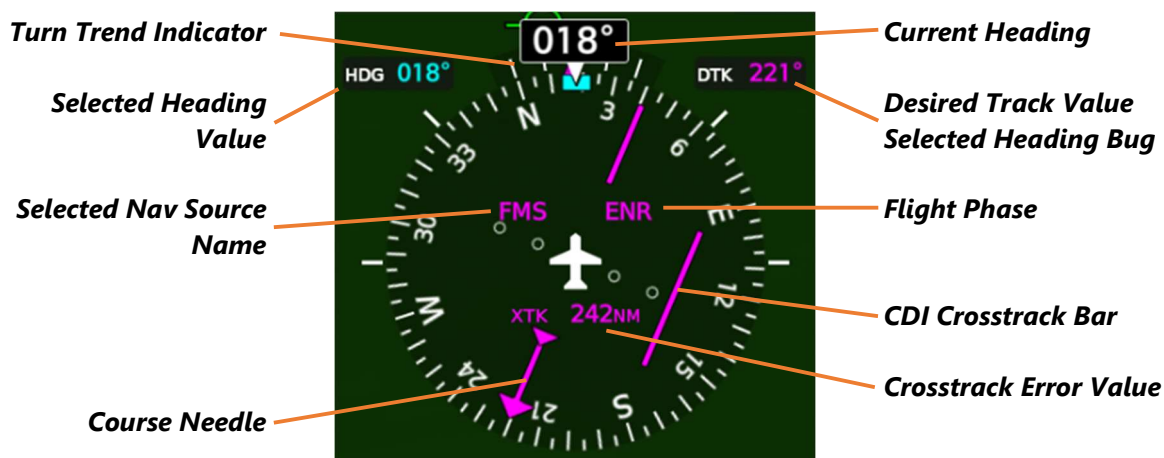 Turn Trend Indicator
018°
Current Heading
HDG 018°
DTK 221°
Selected Heading
Value
Desired Track Value
Selected Heading Bug
N
3
33
6
Selected Nav Source
Name
FMS
ENR
Flight Phase
30
E
W
12
XTK 242NM
CDI Crosstrack Bar
24
15
Crosstrack Error Value
21
S
Course Needle